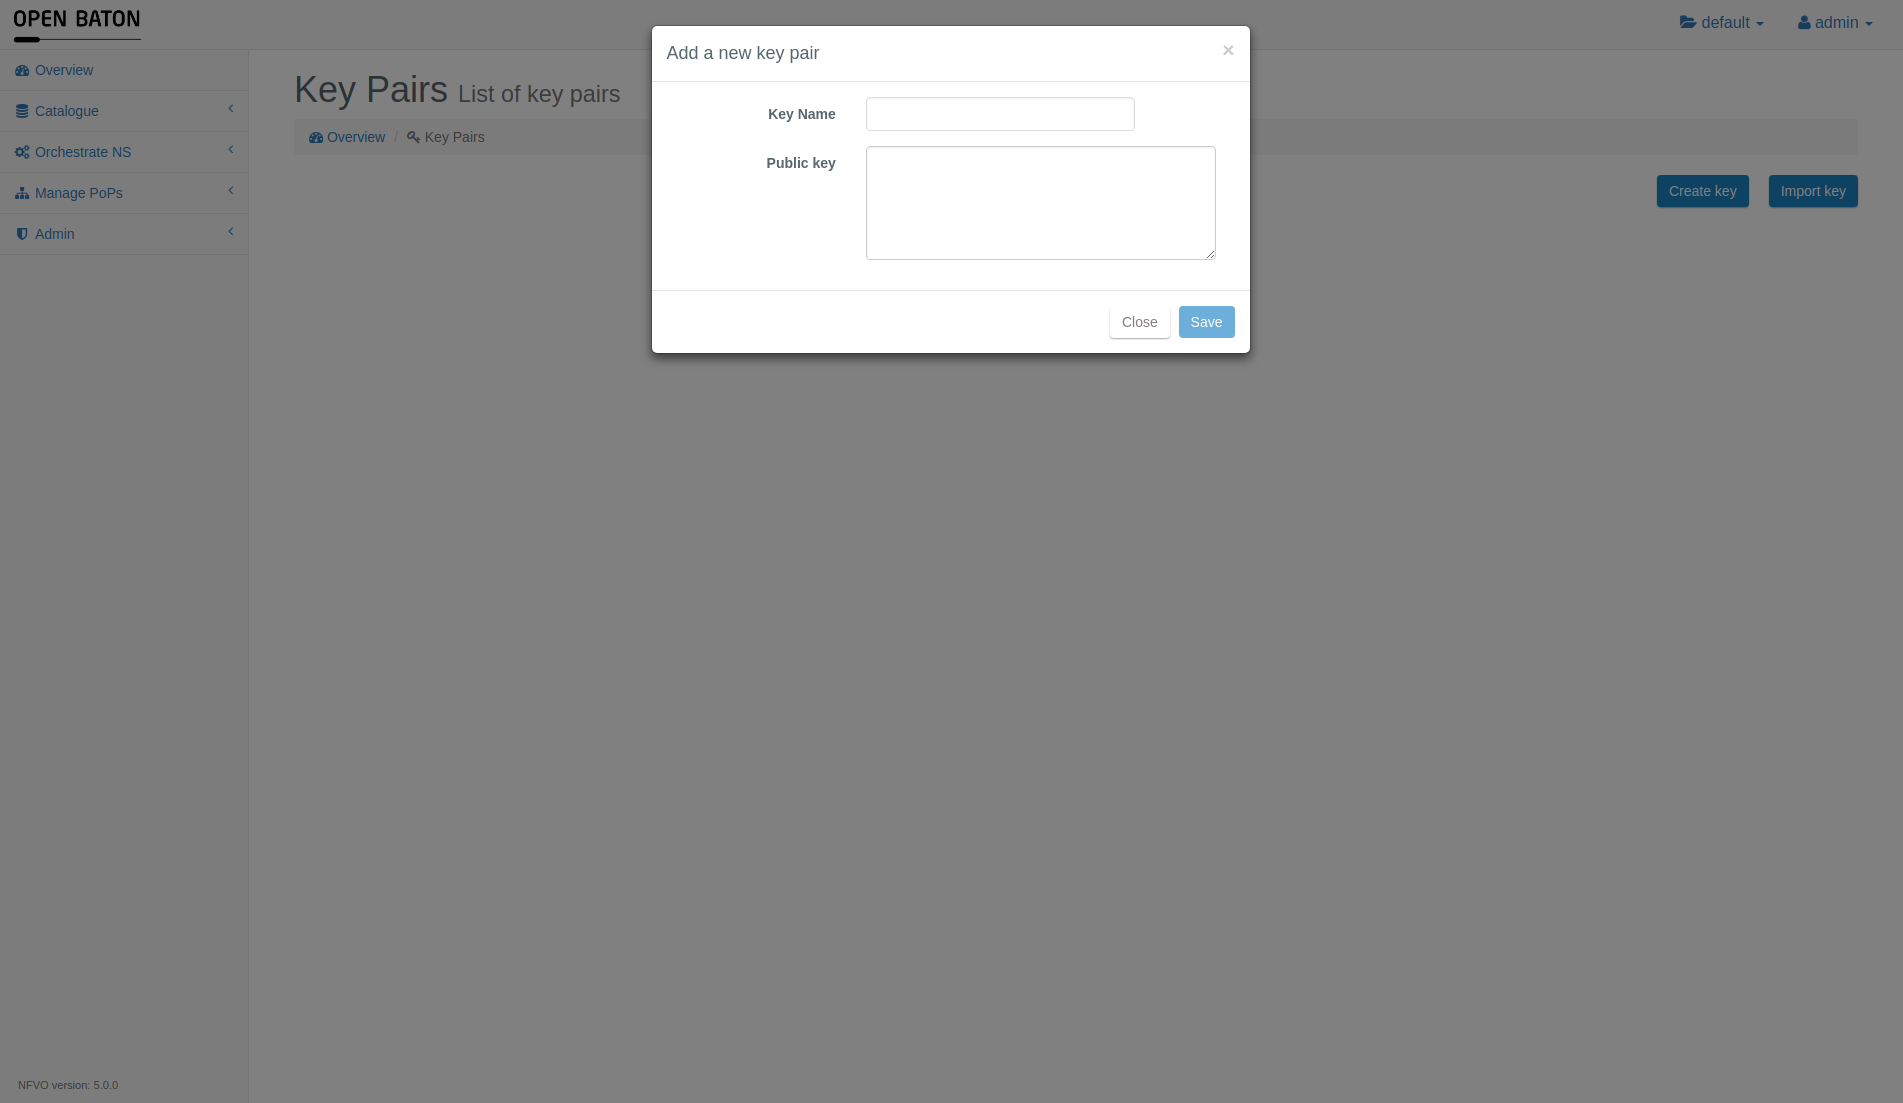 OPEN BATON
default
admin
Overview
Catalogue
Orchestrate NS
Manage PoPs
Admin
Key Pairs List of key pairs
Overview / Key Pairs
Create key
Import key
Add a new key pair ×
Key Name
Public key
Close
Save
NFVO version: 5.0.0